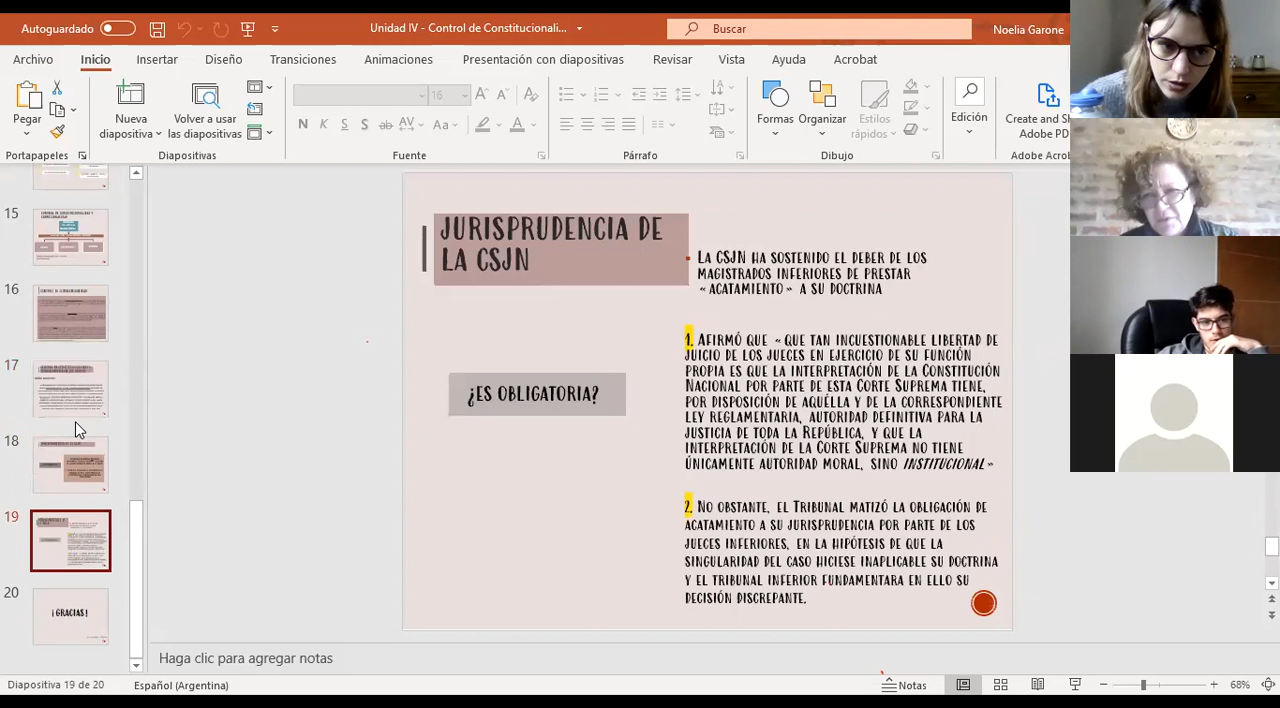 Autoguardado
Unidad IV - Control de Constitucionali...
Buscar
Noelia Garone
Archivo
Inicio
Insertar
Diseño
Transiciones
Animaciones
Presentación con diapositivas
Revisar
Vista
Ayuda
Acrobat
Pegar
Nueva
diapositiva
Volver a usar
las diapositivas
16
N K S S ab AV Aa A
Formas
Organizar
Estilos
rápidos
Edición
Create and Sh
Adobe PD
Portapapeles
Diapositivas
Fuente
Párrafo
Dibujo
Adobe Acro
15
16
17
18
19
20
¡GRACIAS!
JURISPRUDENCIA DE
LA CSJN
¿ES OBLIGATORIA?
LA CSJN HA SOSTENIDO EL DEBER DE LOS
MAGISTRADOS INFERIORES DE PRESTAR
«ACATAMIENTO» A SU DOCTRINA
1. AFIRMÓ QUE «QUE TAN INCUESTIONABLE LIBERTAD DE
JUICIO DE LOS JUECES EN EJERCICIO DE SU FUNCIÓN
PROPIA ES QUE LA INTERPRETACIÓN DE LA CONSTITUCIÓN
NACIONAL POR PARTE DE ESTA CORTE SUPREMA TIENE,
POR DISPOSICIÓN DE AQUÉLLA Y DE LA CORRESPONDIENTE
LEY REGLAMENTARIA, AUTORIDAD DEFINITIVA PARA LA
JUSTICIA DE TODA LA REPÚBLICA, Y QUE LA
INTERPRETACIÓN DE LA CORTE SUPREMA NO TIENE
ÚNICAMENTE AUTORIDAD MORAL, SINO INSTITUCIONAL»
2. NO OBSTANTE, EL TRIBUNAL MATIZÓ LA OBLIGACIÓN DE
ACATAMIENTO A SU JURISPRUDENCIA POR PARTE DE LOS
JUECES INFERIORES, EN LA HIPÓTESIS DE QUE LA
SINGULARIDAD DEL CASO HICIESE INAPLICABLE SU DOCTRINA
Y EL TRIBUNAL INFERIOR FUNDAMENTARA EN ELLO SU
DECISIÓN DISCREPANTE.
Haga clic para agregar notas
Diapositiva 19 de 20
Español (Argentina)
Notas
68%